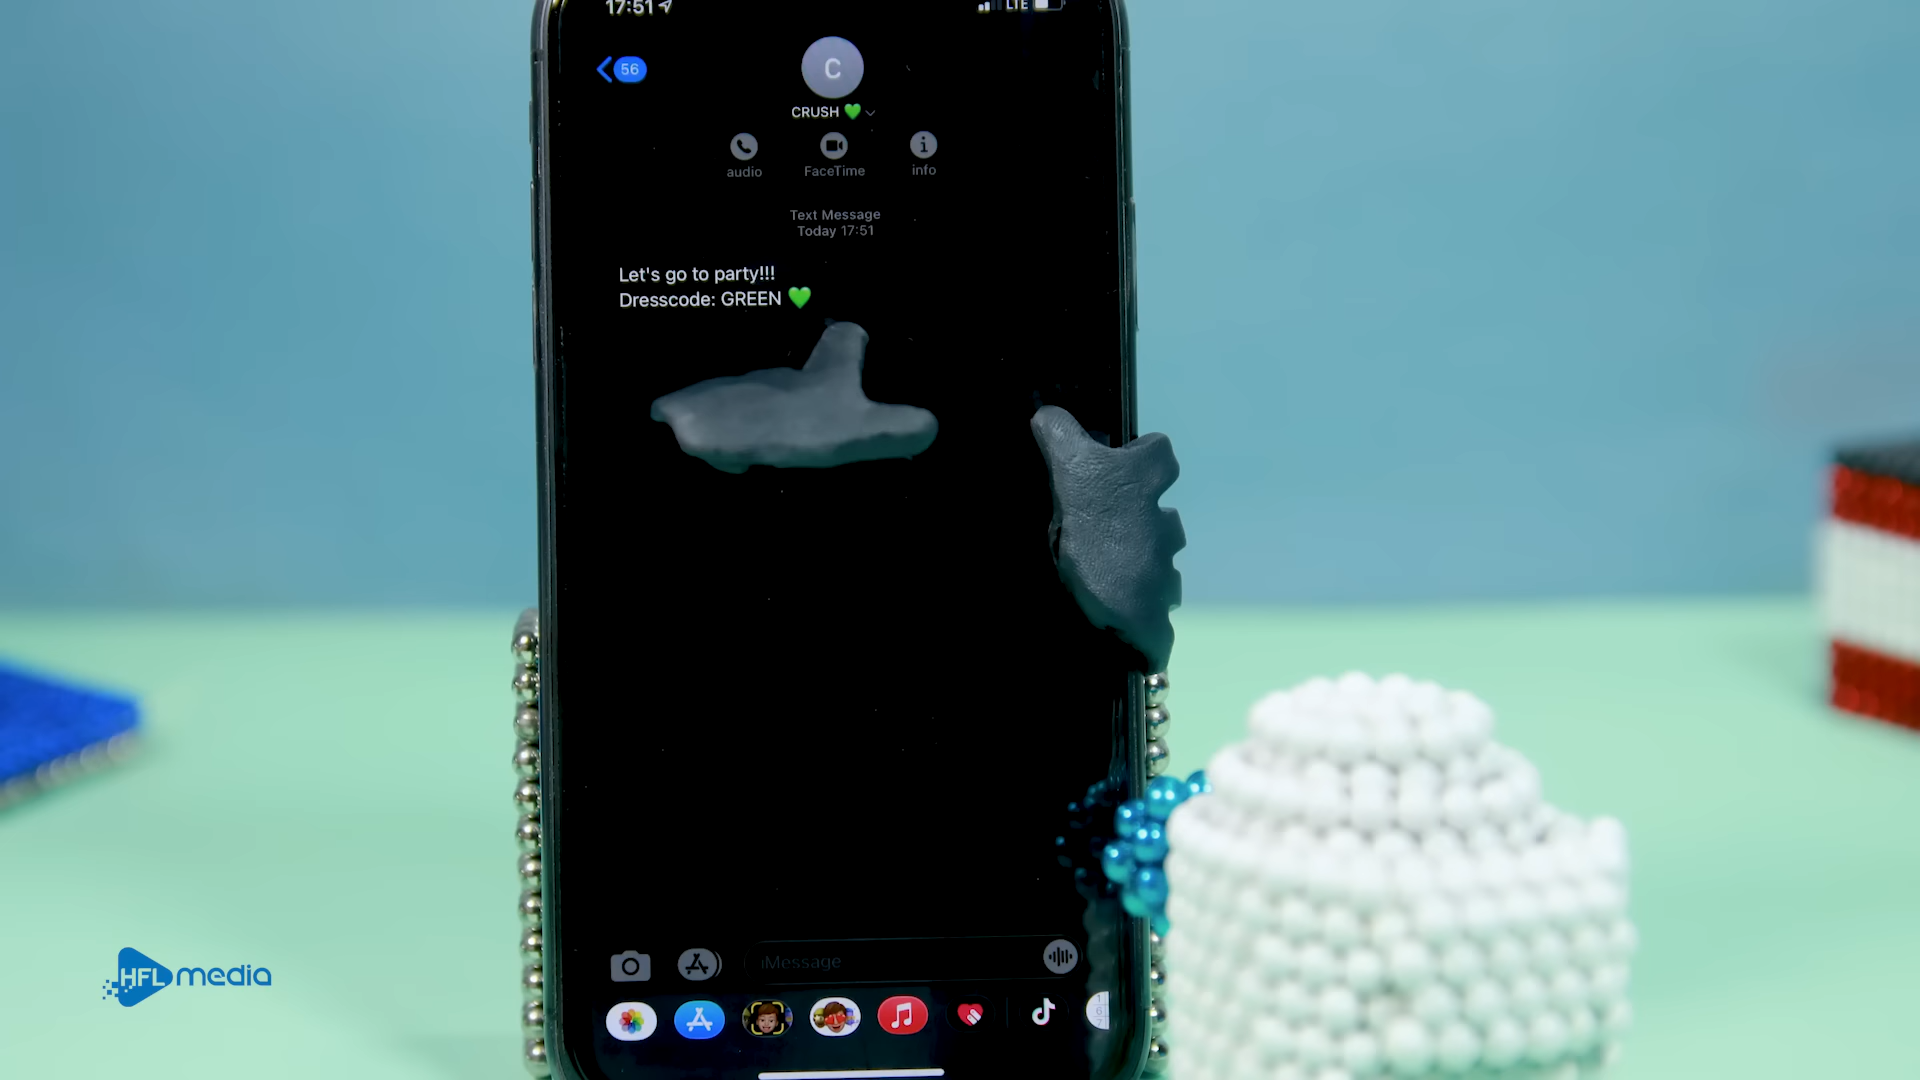 17:51
LTE
56
C
CRUSH 💚
audio
FaceTime
info
Text Message
Today 17:51
Let's go to party!!!
Dresscode: GREEN 💚
iMessage
HFL media